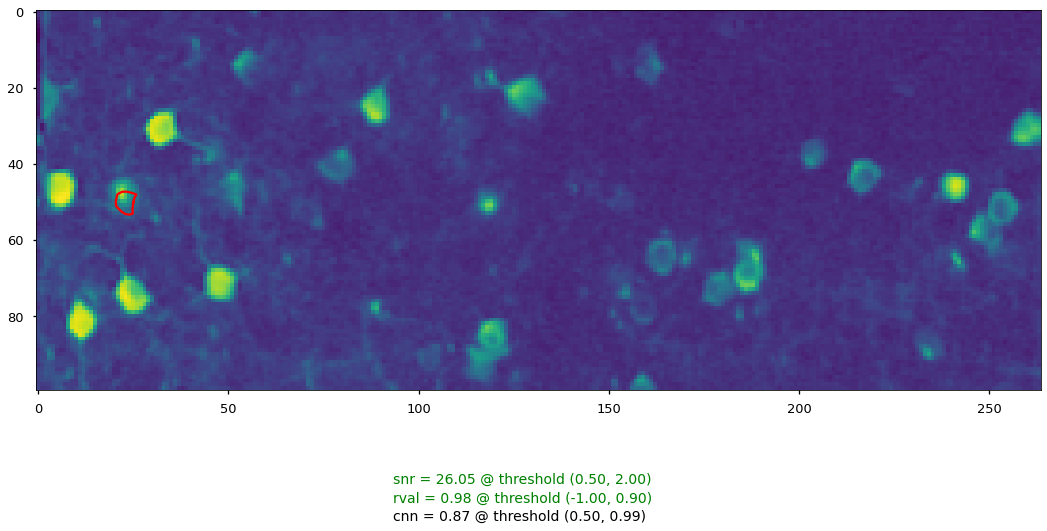 0
20
40
60
80
0 50 100 150 200 250
snr = 26.05 @ threshold (0.50, 2.00)
rval = 0.98 @ threshold (-1.00, 0.90)
cnn = 0.87 @ threshold (0.50, 0.99)